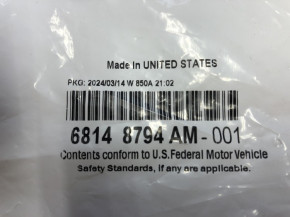 Made in UNITED STATES
PKG: 2024/03/14 W 850A 21:02
6814 8794 AM-001
Contents conform to U.S. Federal Motor Vehicle
Safety Standards, if any are applicable.